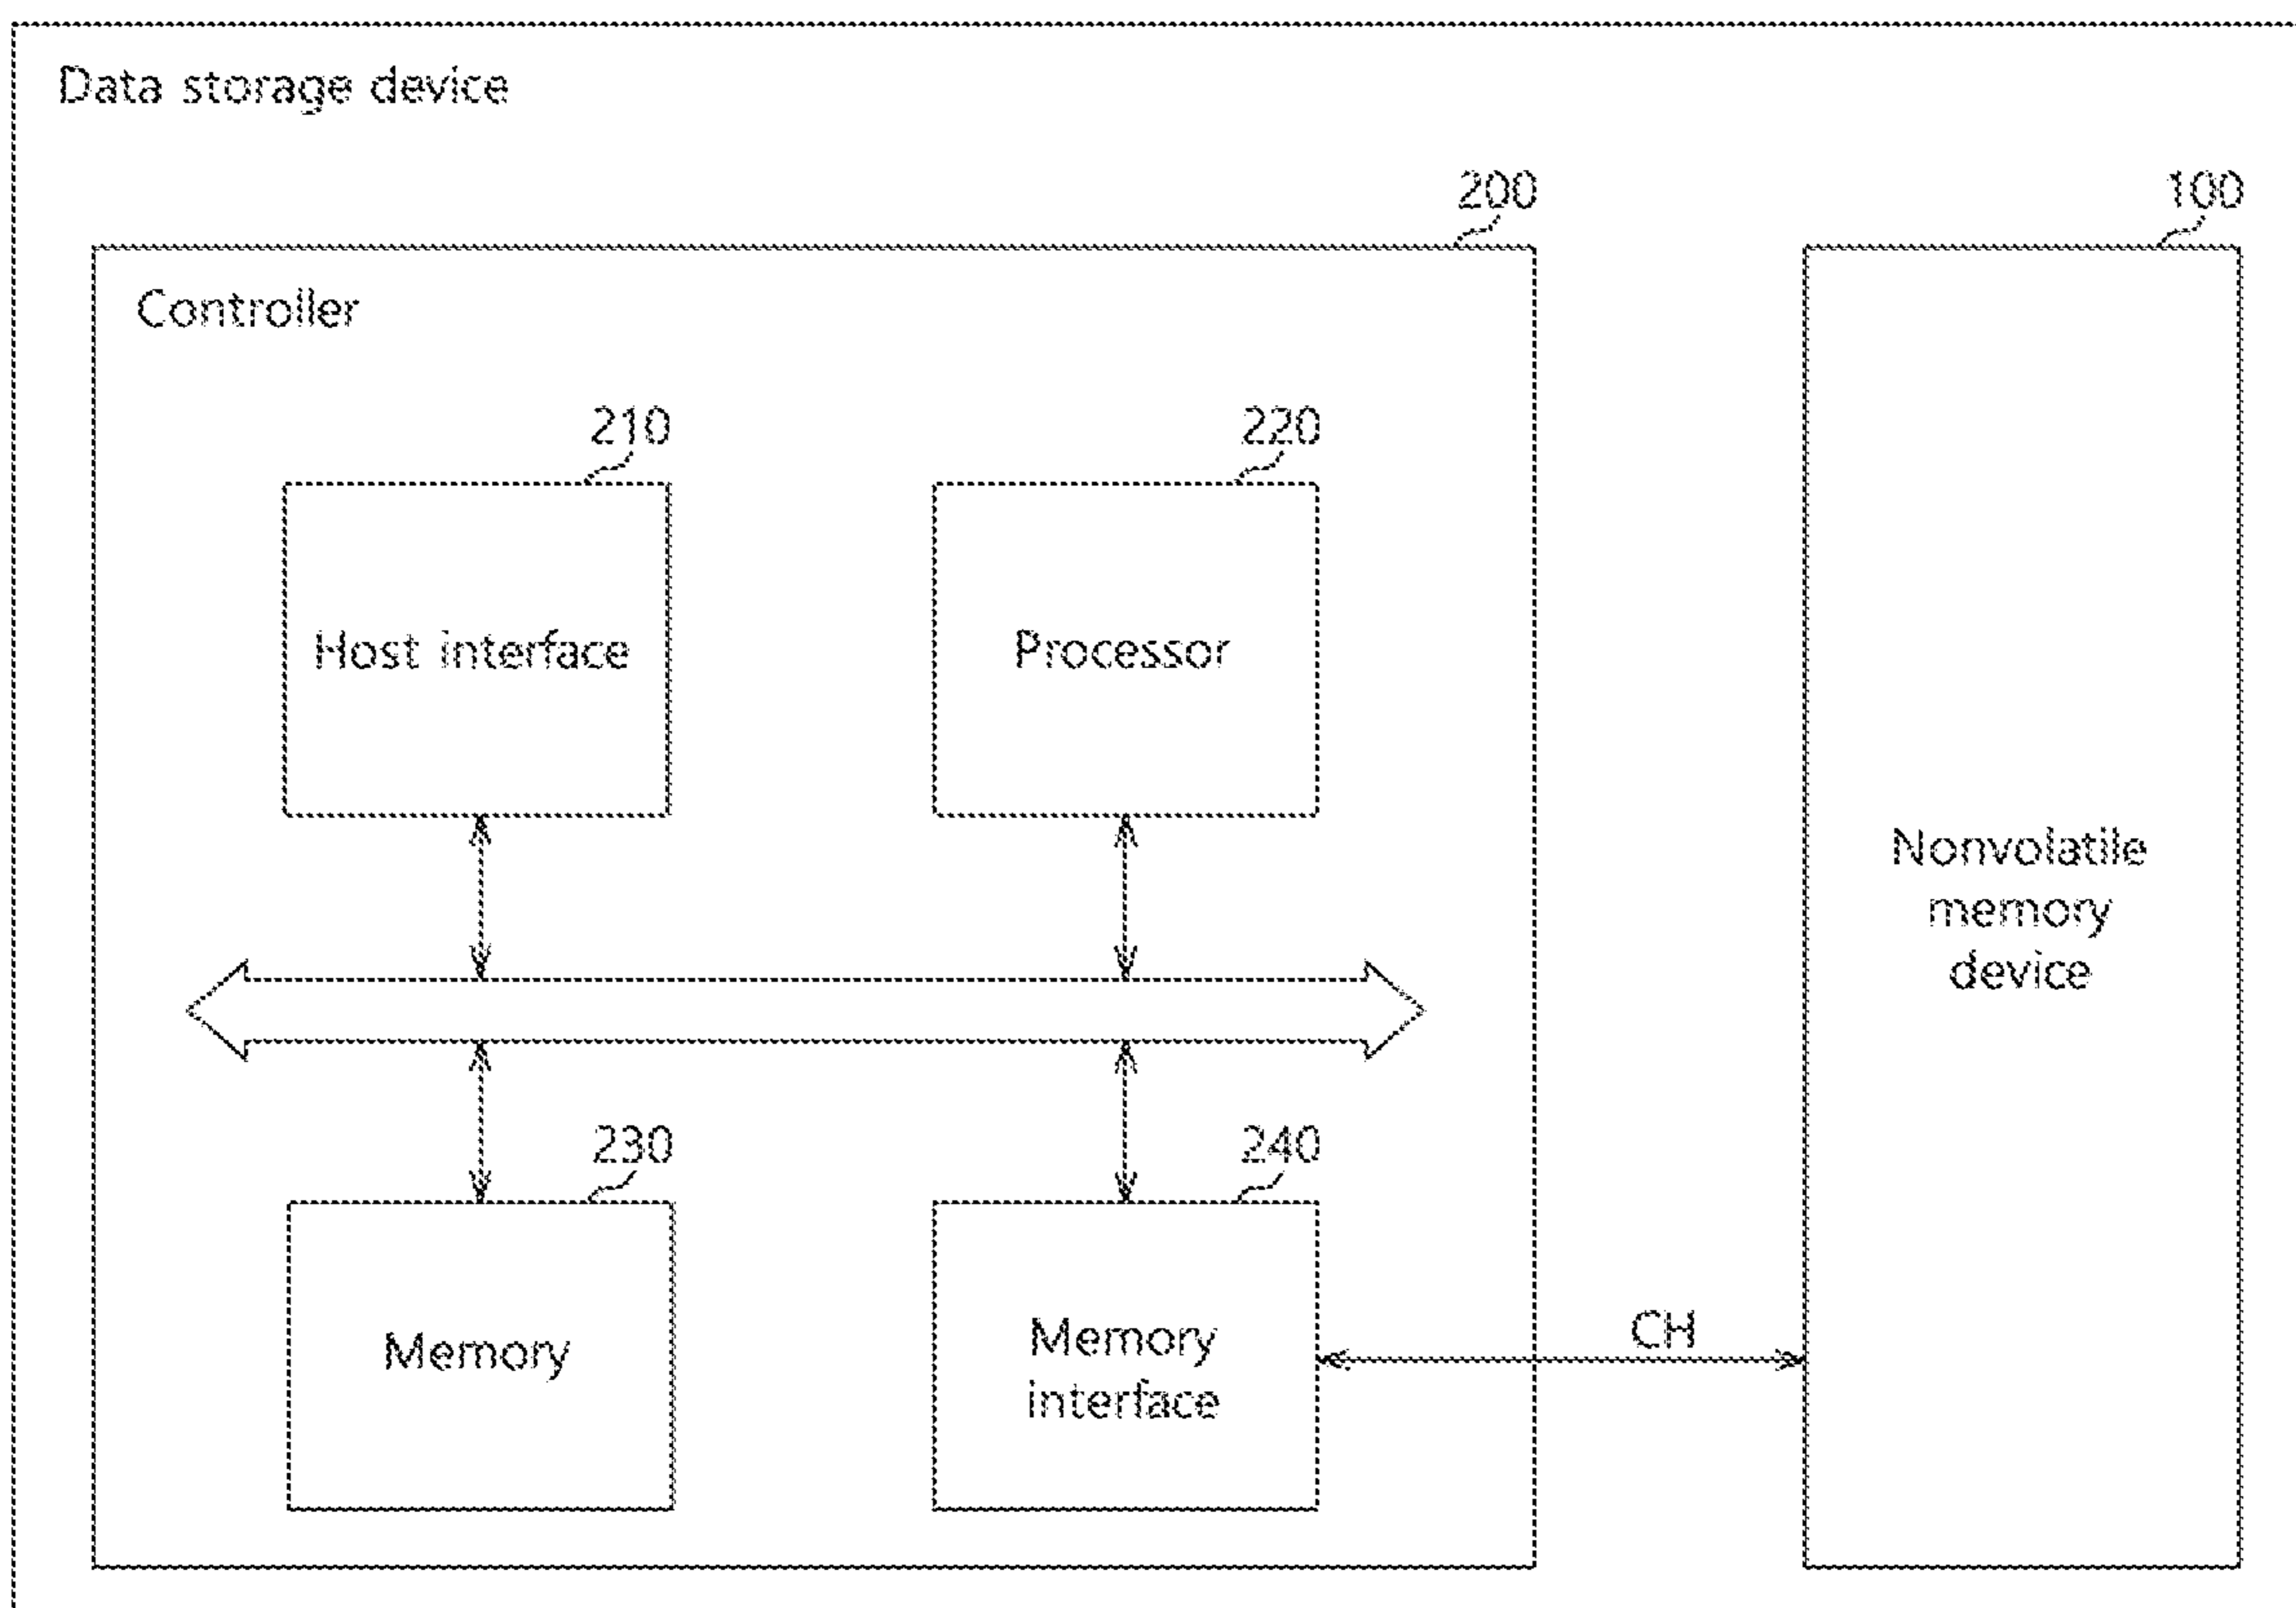 Data storage device
200
100
Controller
210
220
Host interface
Processor
Nonvolatile
memory
device
230
240
Memory
Memory
interface
CH